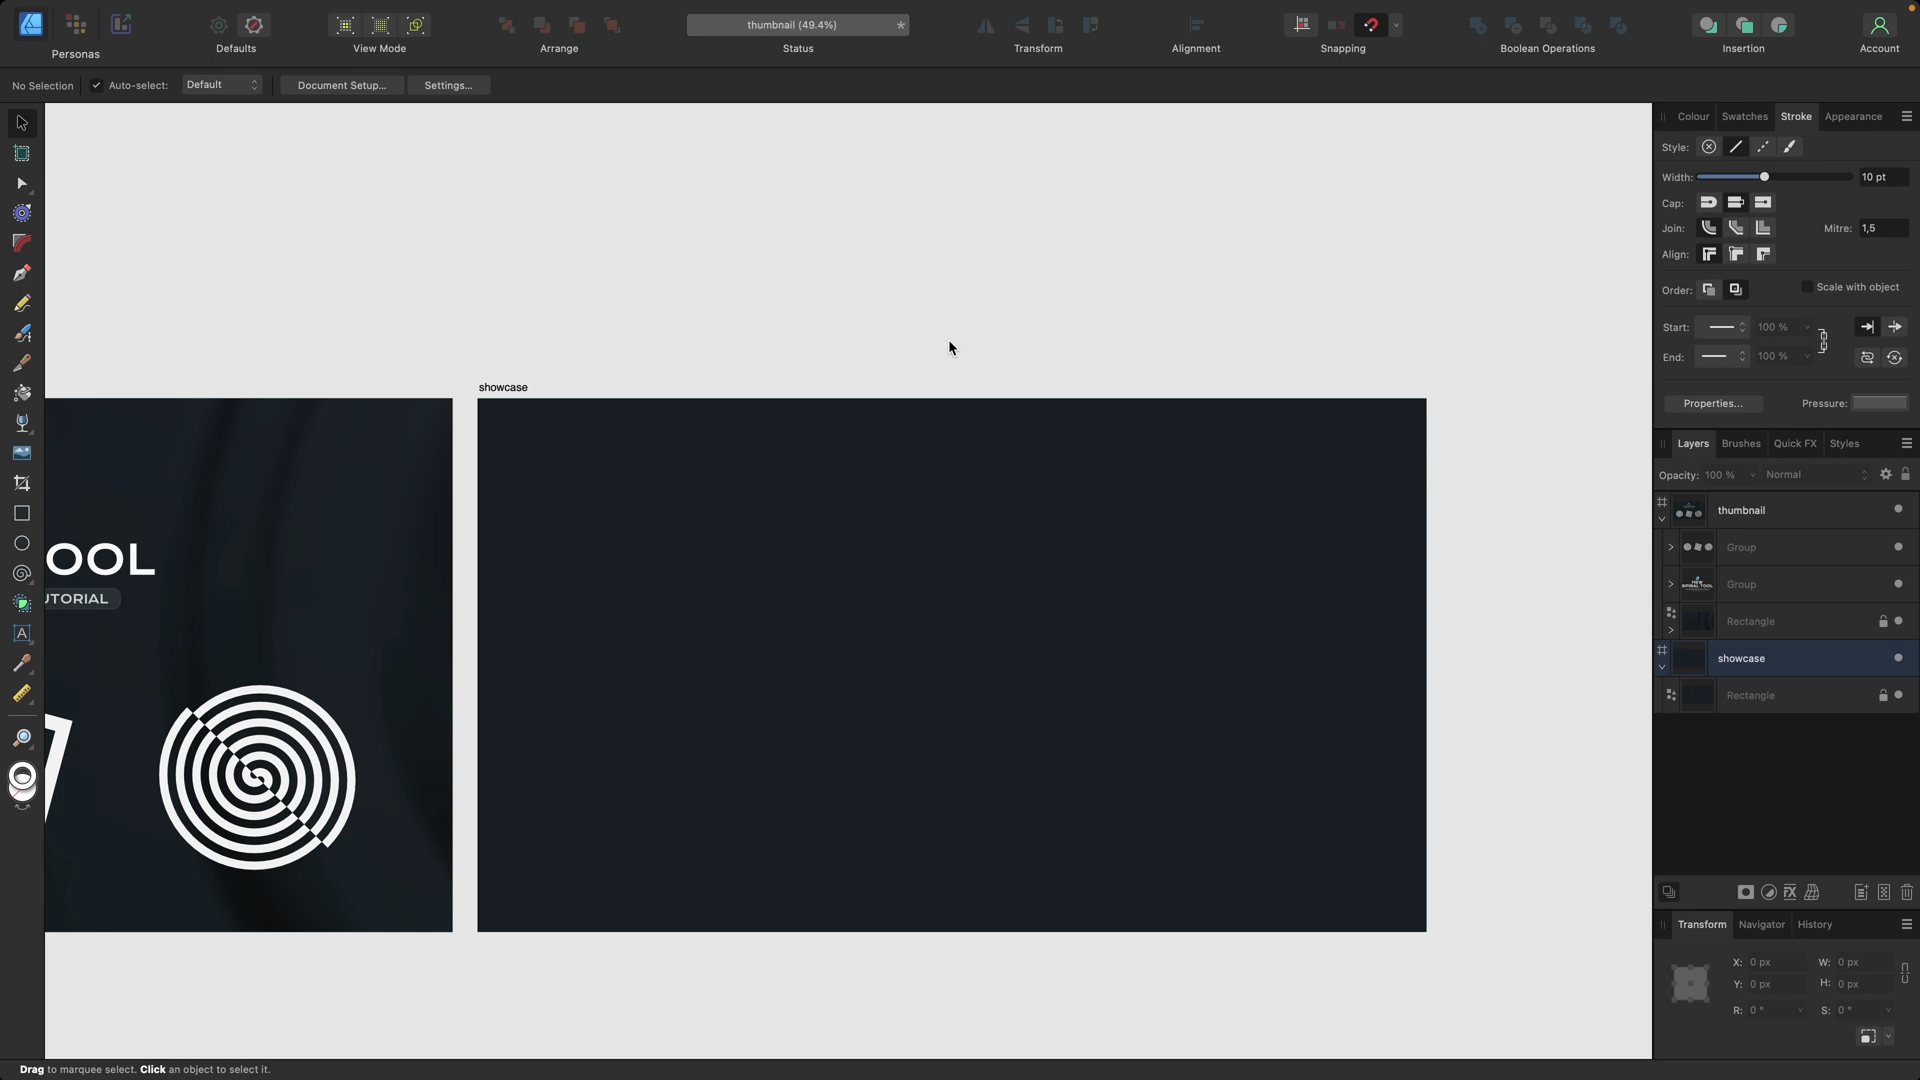 Personas
Defaults
View Mode
Arrange
thumbnail (49.4%)
*
Status
Transform
Alignment
Snapping
Boolean Operations
Insertion
Account
No Selection
Auto-select:
Default
Document Setup...
Settings...
Colour
Swatches
Stroke
Appearance
Style:
Width:
10 pt
Cap:
Join:
Mitre:
1,5
Align:
Order:
Scale with object
Start:
100 %
End:
100 %
Properties...
Pressure:
showcase
OOL
UTORIAL
Layers
Brushes
Quick FX
Styles
Opacity:
100 %
Normal
thumbnail
Group
Group
Rectangle
showcase
Rectangle
Transform
Navigator
History
X:
0 px
W:
0 px
Y:
0 px
H:
0 px
R:
0 °
S:
0 °
Drag to marquee select. Click an object to select it.